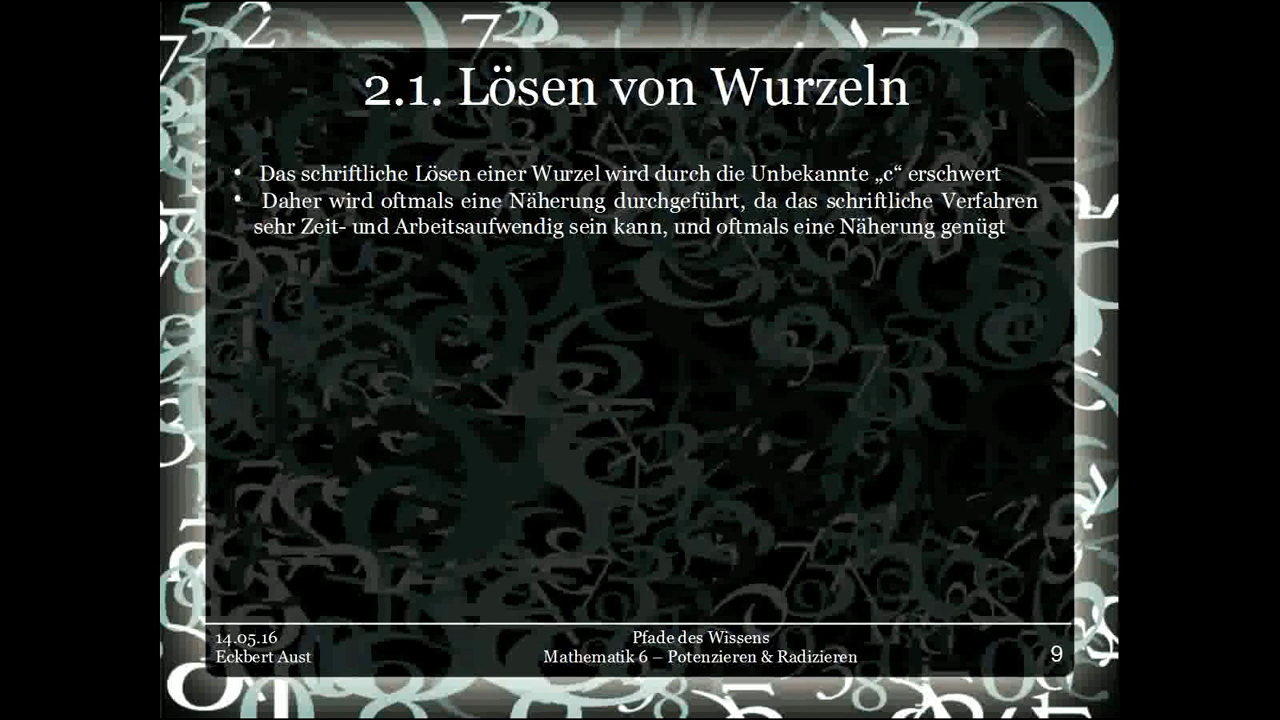 2.1. Lösen von Wurzeln
• Das schriftliche Lösen einer Wurzel wird durch die Unbekannte „c“ erschwert
• Daher wird oftmals eine Näherung durchgeführt, da das schriftliche Verfahren
sehr Zeit- und Arbeitsaufwendig sein kann, und oftmals eine Näherung genügt
14.05.16
Eckbert Aust
Pfade des Wissens
Mathematik 6 – Potenzieren & Radizieren
9